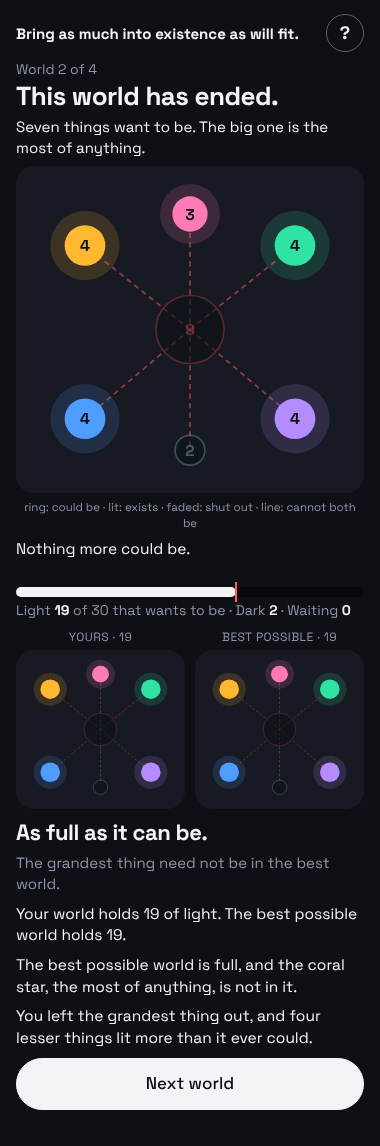 Bring as much into existence as will fit.
?
World 2 of 4
This world has ended.
Seven things want to be. The big one is the
most of anything.
3
4
4
4
4
2
ring: could be · lit: exists · faded: shut out · line: cannot both
be
Nothing more could be.
Light 19 of 30 that wants to be · Dark 2 · Waiting 0
YOURS · 19
BEST POSSIBLE · 19
As full as it can be.
The grandest thing need not be in the best
world.
Your world holds 19 of light. The best possible
world holds 19.
The best possible world is full, and the coral
star, the most of anything, is not in it.
You left the grandest thing out, and four
lesser things lit more than it ever could.
Next world